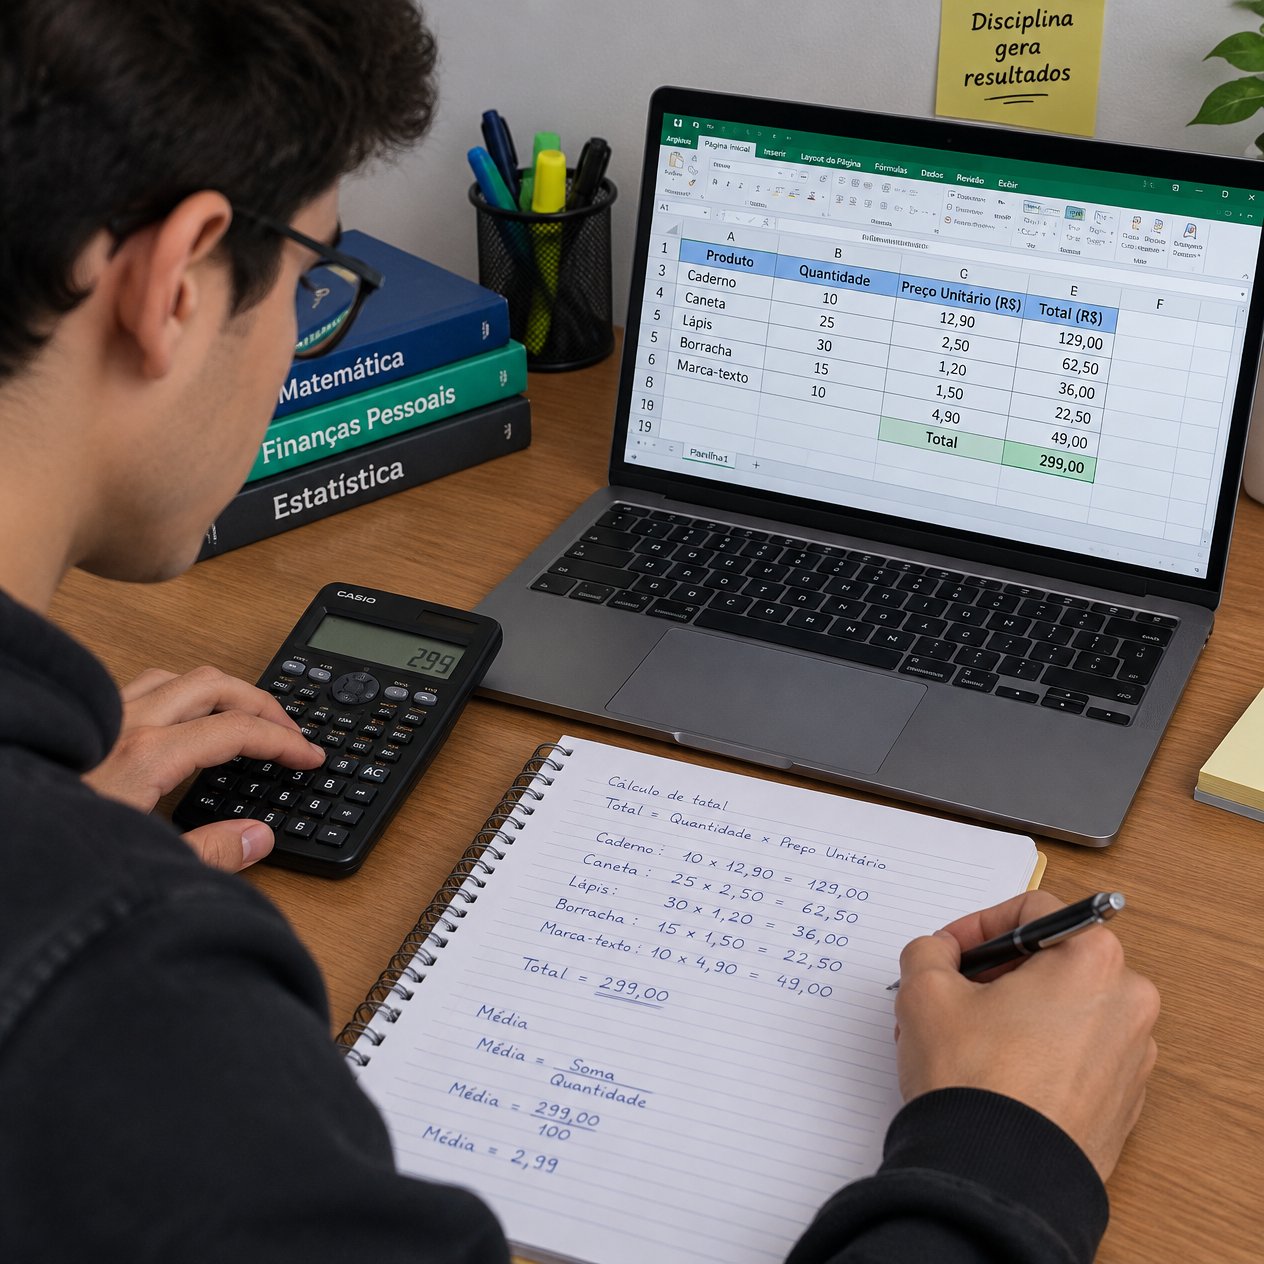 Disciplina
gera
resultados
Arquivo Página Inicial Inserir Layout da Página Fórmulas Dados Revisão Exibir
A1
A B C E F
1 Produto Quantidade Preço Unitário (R$) Total (R$)
3 Caderno 10 12,90 129,00
4 Caneta 25 2,50 62,50
5 Lápis 30 1,20 36,00
5 Borracha 15 1,50 22,50
6 Marca-texto 10 4,90 49,00
8 Total 299,00
10
19
Planilha1
Matemática
Finanças Pessoais
Estatística
CASIO
299
AC
Cálculo de total
Total = Quantidade × Preço Unitário
Caderno: 10 × 12,90 = 129,00
Caneta: 25 × 2,50 = 62,50
Lápis: 30 × 1,20 = 36,00
Borracha: 15 × 1,50 = 22,50
Marca-texto: 10 × 4,90 = 49,00
Total = 299,00
Média
Média = Soma
Quantidade
Média = 299,00
100
Média = 2,99